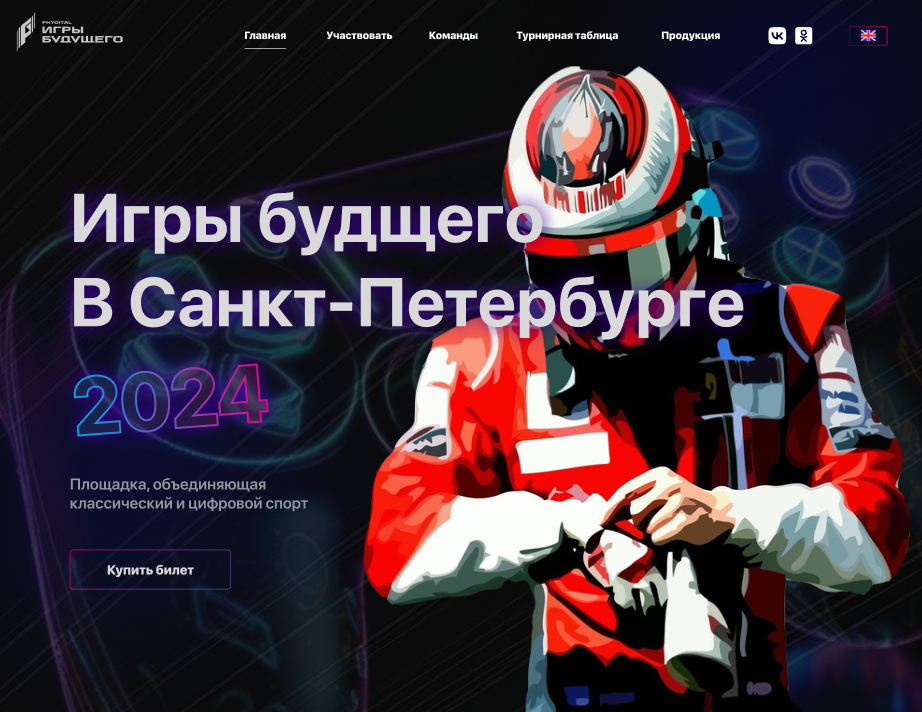 PHYGITAL
ИГРЫ
БУДУЩЕГО
Главная Участвовать Команды Турнирная таблица Продукция
Игры будщего
В Санкт-Петербурге
2024
Площадка, объединяющая
классический и цифровой спорт
Купить билет